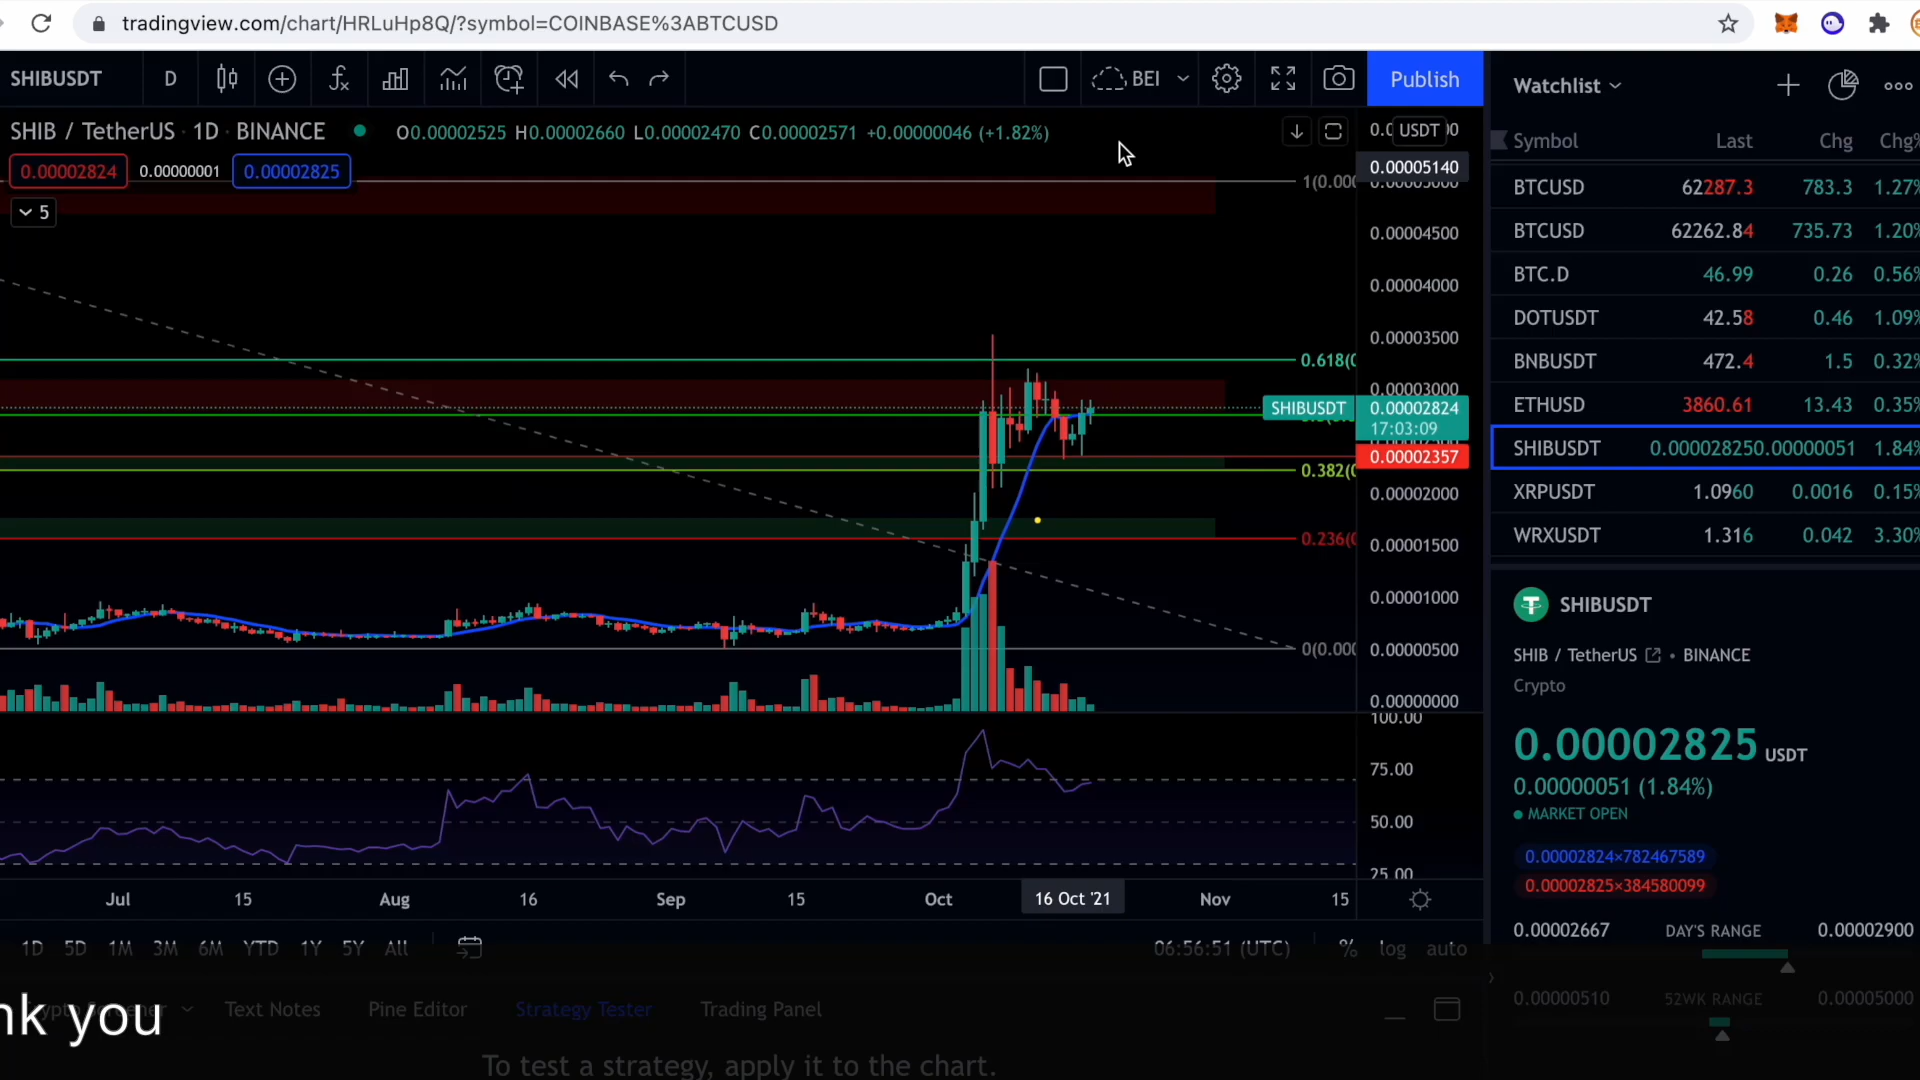 tradingview.com/chart/HRLuHp8Q/?symbol=COINBASE%3ABTCUSD
SHIBUSDT D BEI Publish
SHIB / TetherUS · 1D · BINANCE O0.00002525 H0.00002660 L0.00002470 C0.00002571 +0.00000046 (+1.82%)
0.00002824 0.00000001 0.00002825
5
USDT
0.00005140
1(0.000
0.00004500
0.00004000
0.00003500
0.618(0
0.00003000
SHIBUSDT 0.00002824
17:03:09
0.00002357
0.382(0
0.00002000
0.00001500
0.236(0
0.00001000
0(0.000
0.00000500
0.00000000
100.00
75.00
50.00
25.00
Jul 15 Aug 16 Sep 15 Oct 16 Oct '21 Nov 15
1D 5D 1M 3M 6M YTD 1Y 5Y All 06:56:51 (UTC) % log auto
Text Notes Pine Editor Strategy Tester Trading Panel
nk you
To test a strategy, apply it to the chart.
Watchlist
Symbol Last Chg Chg%
BTCUSD 62287.3 783.3 1.27%
BTCUSD 62262.84 735.73 1.20%
BTC.D 46.99 0.26 0.56%
DOTUSDT 42.58 0.46 1.09%
BNBUSDT 472.4 1.5 0.32%
ETHUSD 3860.61 13.43 0.35%
SHIBUSDT 0.00002825 0.00000051 1.84%
XRPUSDT 1.0960 0.0016 0.15%
WRXUSDT 1.316 0.042 3.30%
SHIBUSDT
SHIB / TetherUS • BINANCE
Crypto
0.00002825 USDT
0.00000051 (1.84%)
MARKET OPEN
0.00002824×782467589
0.00002825×384580099
0.00002667 DAY'S RANGE 0.00002900
0.00000510 52WK RANGE 0.00005000